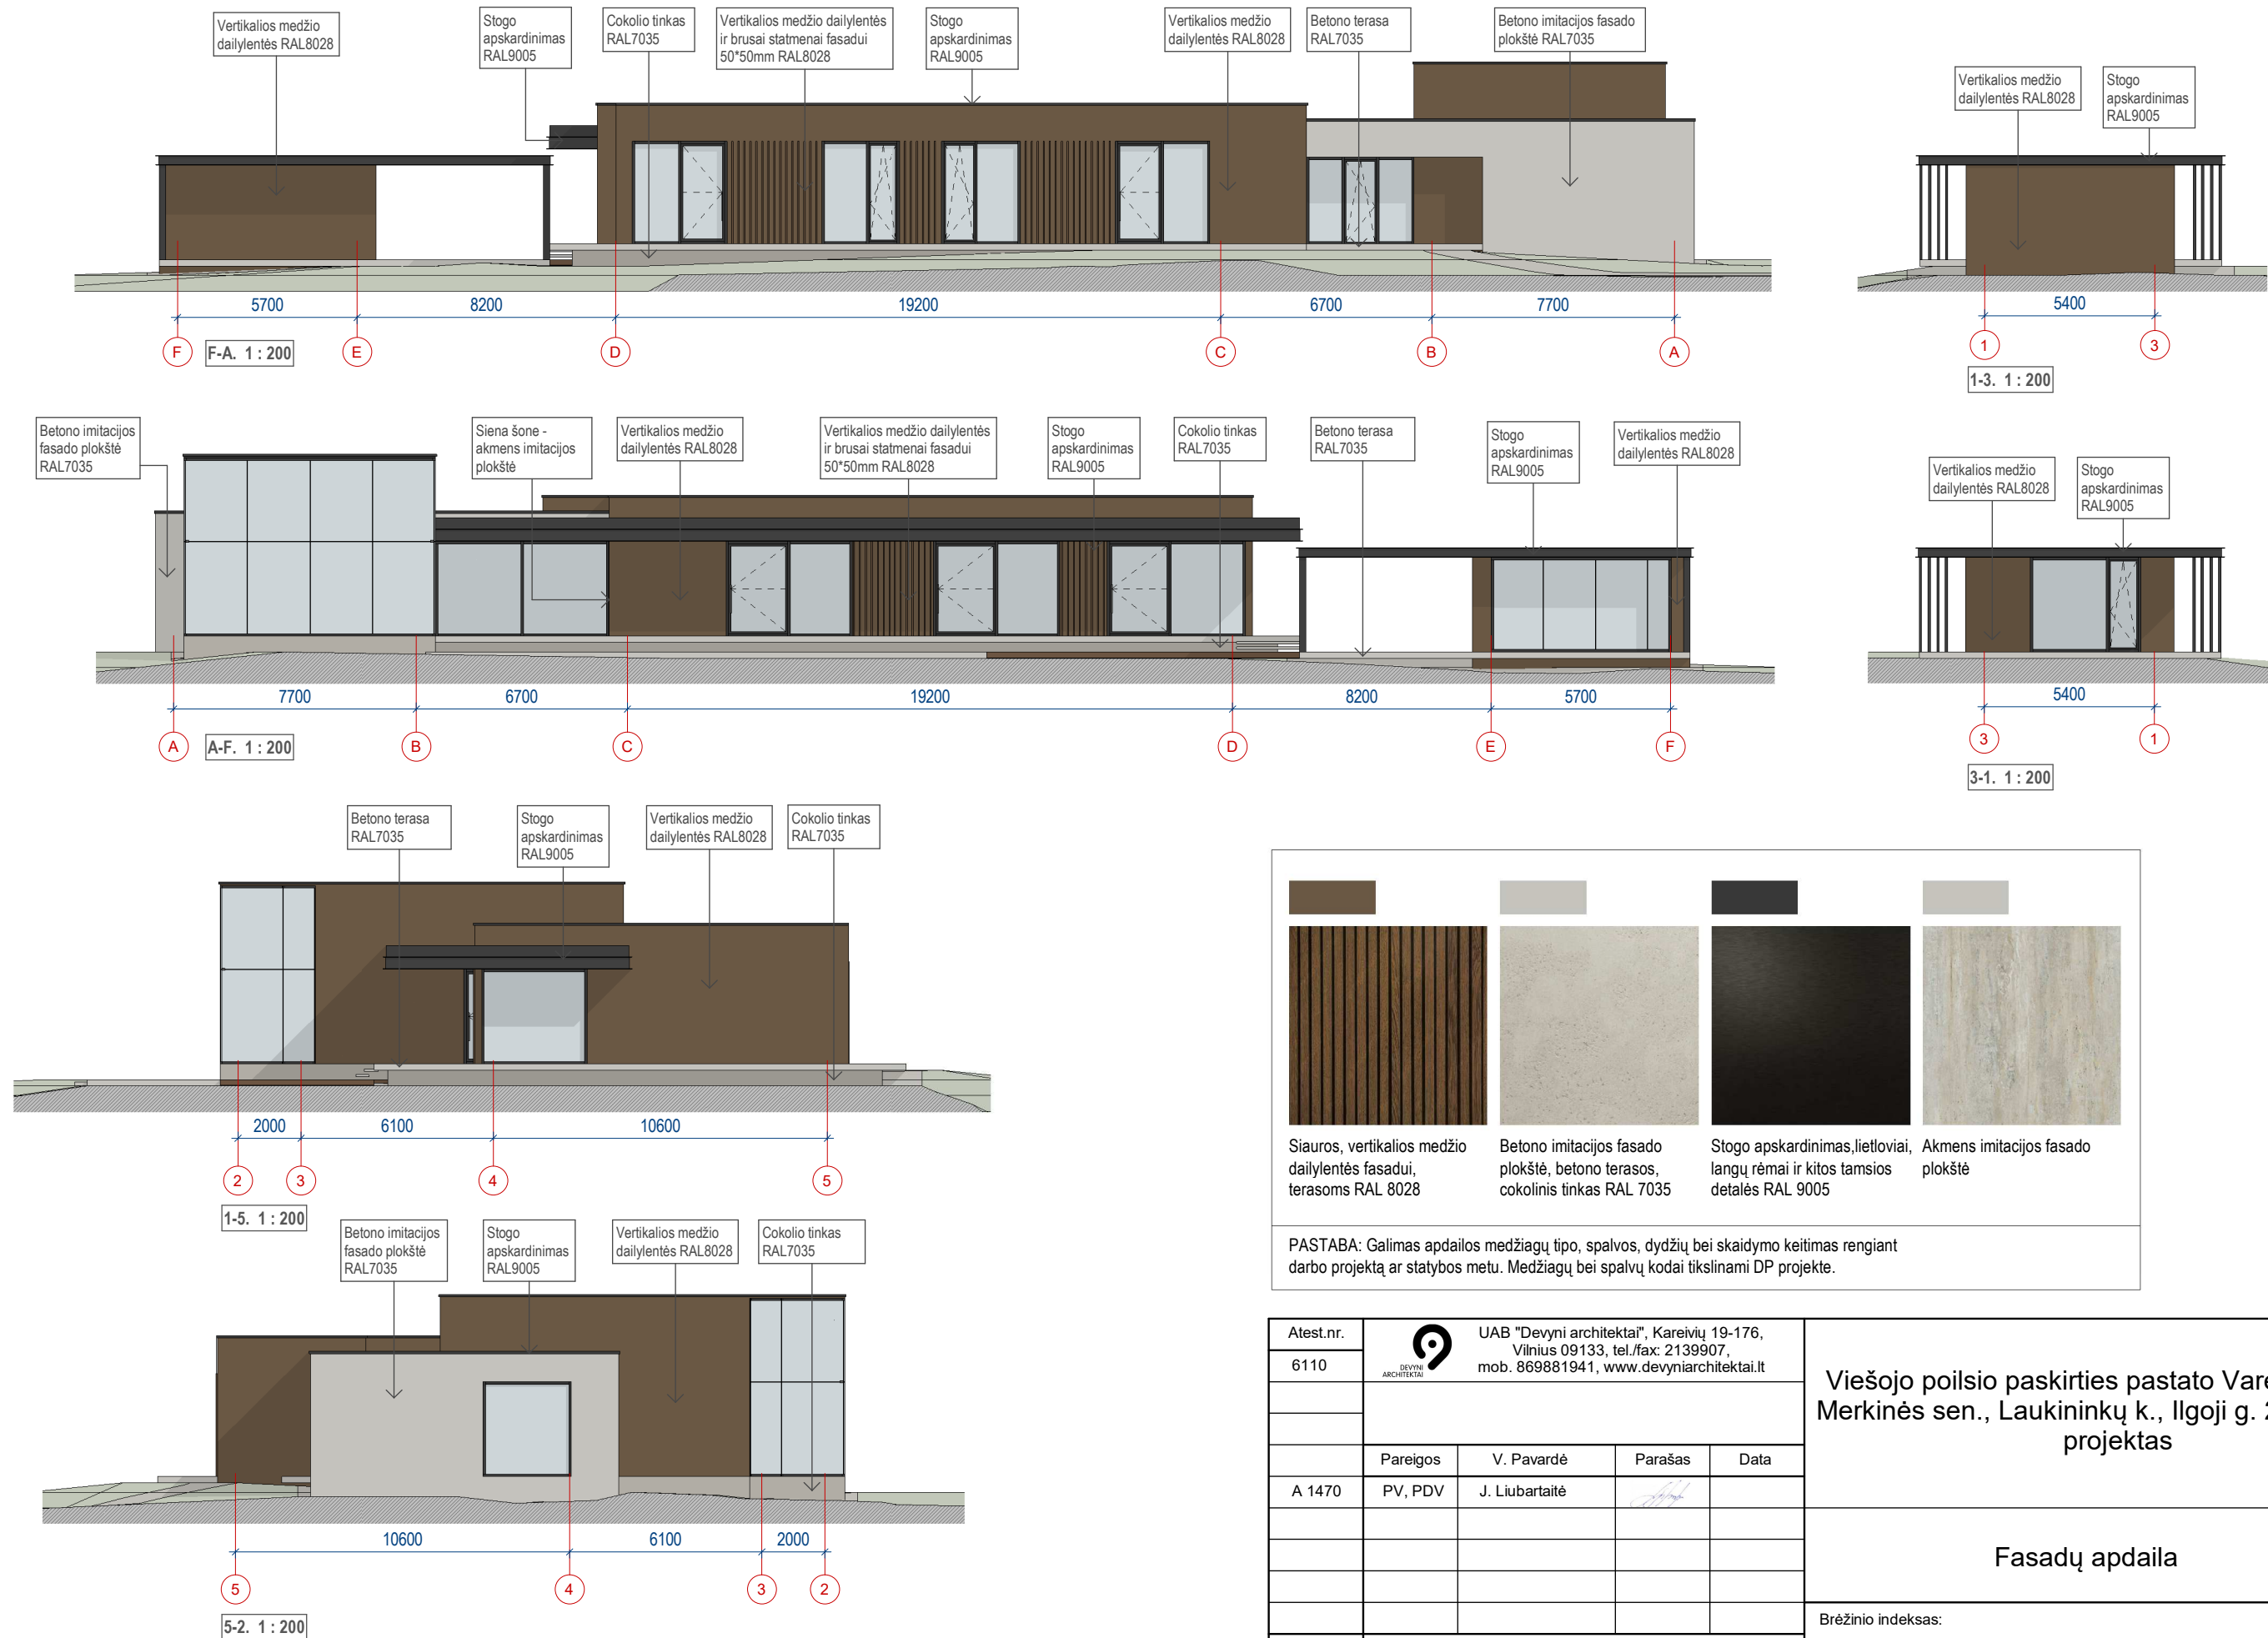 Vertikalios medžio
dailylentės RAL8028
Stogo
apskardinimas
RAL9005
Cokolio tinkas
RAL7035
Vertikalios medžio dailylentės
ir brusai statmenai fasadui
50*50mm RAL8028
Stogo
apskardinimas
RAL9005
Vertikalios medžio
dailylentės RAL8028
Betono terasa
RAL7035
Betono imitacijos fasado
plokštė RAL7035
5700
8200
19200
6700
7700
F
E
D
C
B
A
F-A. 1 : 200
Vertikalios medžio
dailylentės RAL8028
Stogo
apskardinimas
RAL9005
5400
1
3
1-3. 1 : 200
Betono imitacijos
fasado plokštė
RAL7035
Siena šone -
akmens imitacijos
plokštė
Vertikalios medžio
dailylentės RAL8028
Vertikalios medžio dailylentės
ir brusai statmenai fasadui
50*50mm RAL8028
Stogo
apskardinimas
RAL9005
Cokolio tinkas
RAL7035
Betono terasa
RAL7035
Stogo
apskardinimas
RAL9005
Vertikalios medžio
dailylentės RAL8028
7700
6700
19200
8200
5700
A
B
C
D
E
F
A-F. 1 : 200
Vertikalios medžio
dailylentės RAL8028
Stogo
apskardinimas
RAL9005
5400
3
1
3-1. 1 : 200
Betono terasa
RAL7035
Stogo
apskardinimas
RAL9005
Vertikalios medžio
dailylentės RAL8028
Cokolio tinkas
RAL7035
2000
6100
10600
2
3
4
5
1-5. 1 : 200
Betono imitacijos
fasado plokštė
RAL7035
Stogo
apskardinimas
RAL9005
Vertikalios medžio
dailylentės RAL8028
Cokolio tinkas
RAL7035
10600
6100
2000
5
4
3
2
5-2. 1 : 200
Siauros, vertikalios medžio
dailylentės fasadui,
terasoms RAL 8028
Betono imitacijos fasado
plokštė, betono terasos,
cokolinis tinkas RAL 7035
Stogo apskardinimas,lietloviai,
langų rėmai ir kitos tamsios
detalės RAL 9005
Akmens imitacijos fasado
plokštė
PASTABA: Galimas apdailos medžiagų tipo, spalvos, dydžių bei skaidymo keitimas rengiant
darbo projektą ar statybos metu. Medžiagų bei spalvų kodai tikslinami DP projekte.
Atest.nr.
6110
DEVYNI
ARCHITEKTAI
UAB "Devyni architektai", Kareivių 19-176,
Vilnius 09133, tel./fax: 2139907,
mob. 869881941, www.devyniarchitektai.lt
Viešojo poilsio paskirties pastato
Merkinės sen., Laukininkų k., Ilgoji g.
projektas
Pareigos V. Pavardė Parašas Data
A 1470 PV, PDV J. Liubartaitė
Fasadų apdaila
Brėžinio indeksas: